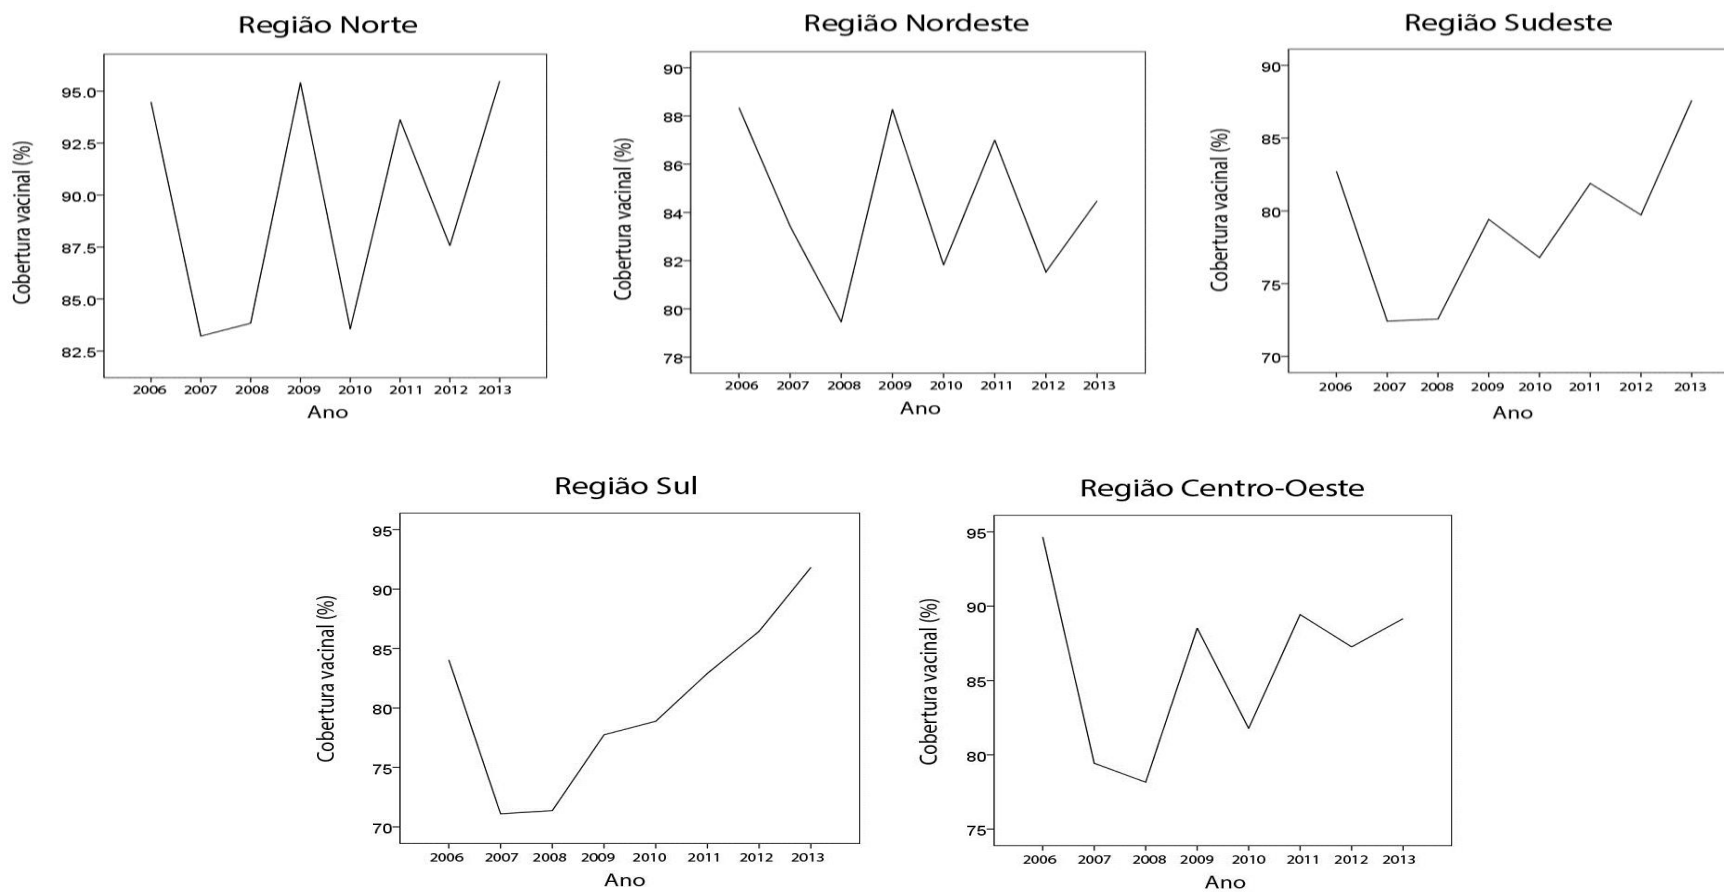 Região Norte
Cobertura vacinal (%)
95.0
92.5
90.0
87.5
85.0
82.5
2006 2007 2008 2009 2010 2011 2012 2013
Ano
Região Nordeste
Cobertura vacinal (%)
90
88
86
84
82
80
78
2006 2007 2008 2009 2010 2011 2012 2013
Ano
Região Sudeste
Cobertura vacinal (%)
90
85
80
75
70
2006 2007 2008 2009 2010 2011 2012 2013
Ano
Região Sul
Cobertura vacinal (%)
95
90
85
80
75
70
2006 2007 2008 2009 2010 2011 2012 2013
Ano
Região Centro-Oeste
Cobertura vacinal (%)
95
90
85
80
75
2006 2007 2008 2009 2010 2011 2012 2013
Ano